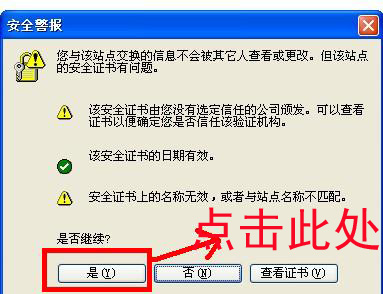 安全警报
您与该站点交换的信息不会被其它人查看或更改。但该站点
的安全证书有问题。
该安全证书由您没有选定信任的公司颁发。可以查看
证书以便确定您是否信任该验证机构。
该安全证书的日期有效。
安全证书上的名称无效，或者与站点名称不匹配。
点击此处
是否继续?
是(Y)
否(N)
查看证书(V)